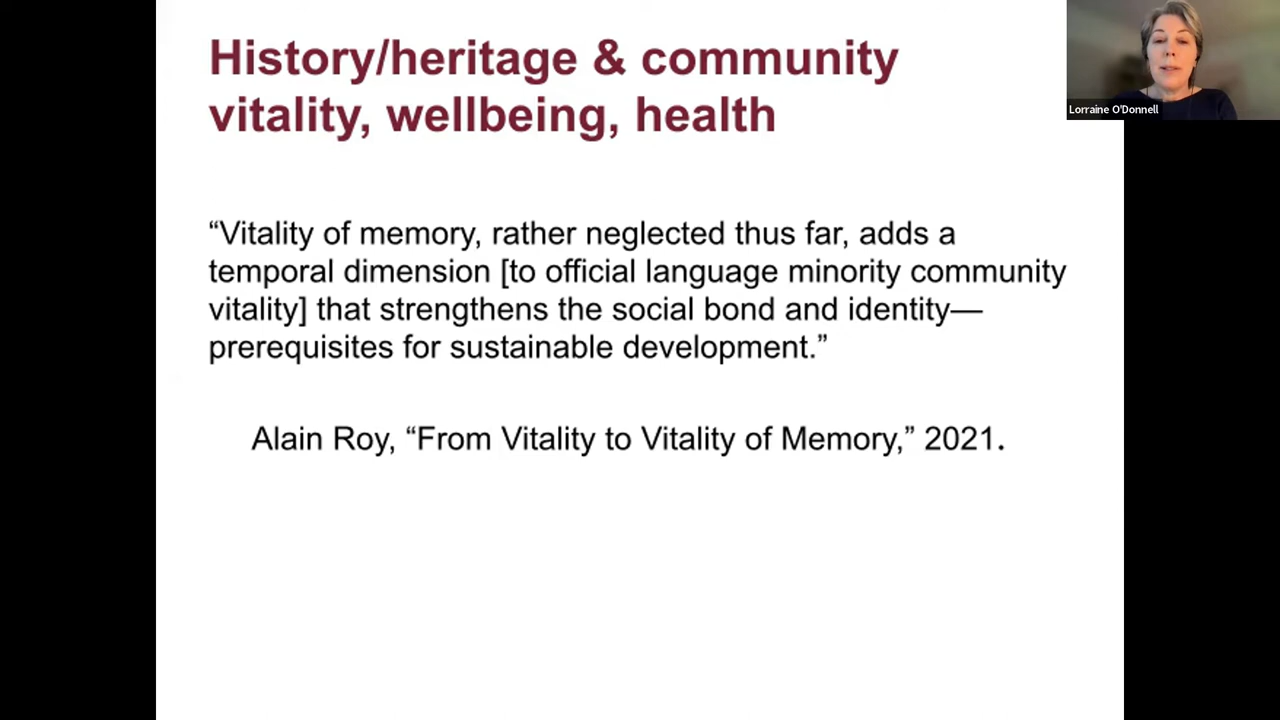 History/heritage & community
vitality, wellbeing, health
Lorraine O'Donnell
“Vitality of memory, rather neglected thus far, adds a
temporal dimension [to official language minority community
vitality] that strengthens the social bond and identity—
prerequisites for sustainable development.”
Alain Roy, “From Vitality to Vitality of Memory,” 2021.